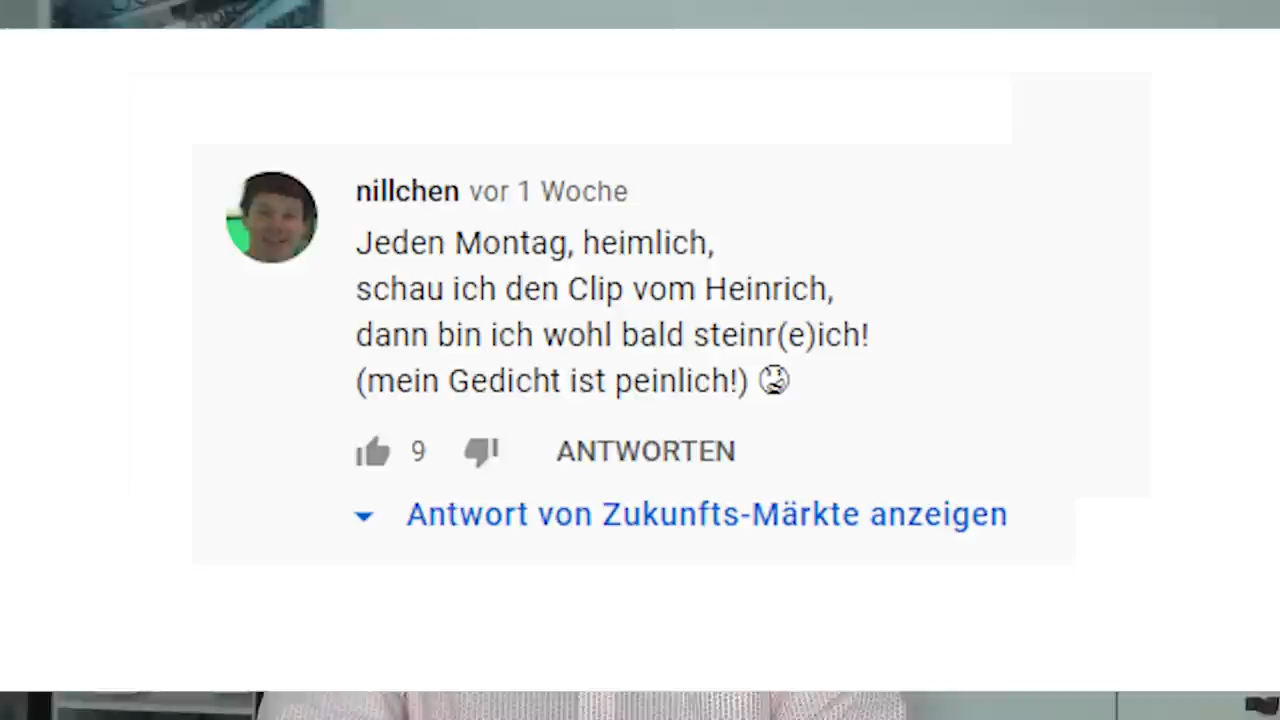 nillchen vor 1 Woche
Jeden Montag, heimlich,
schau ich den Clip vom Heinrich,
dann bin ich wohl bald steinr(e)ich!
(mein Gedicht ist peinlich!) 😜
9 ANTWORTEN
Antwort von Zukunfts-Märkte anzeigen